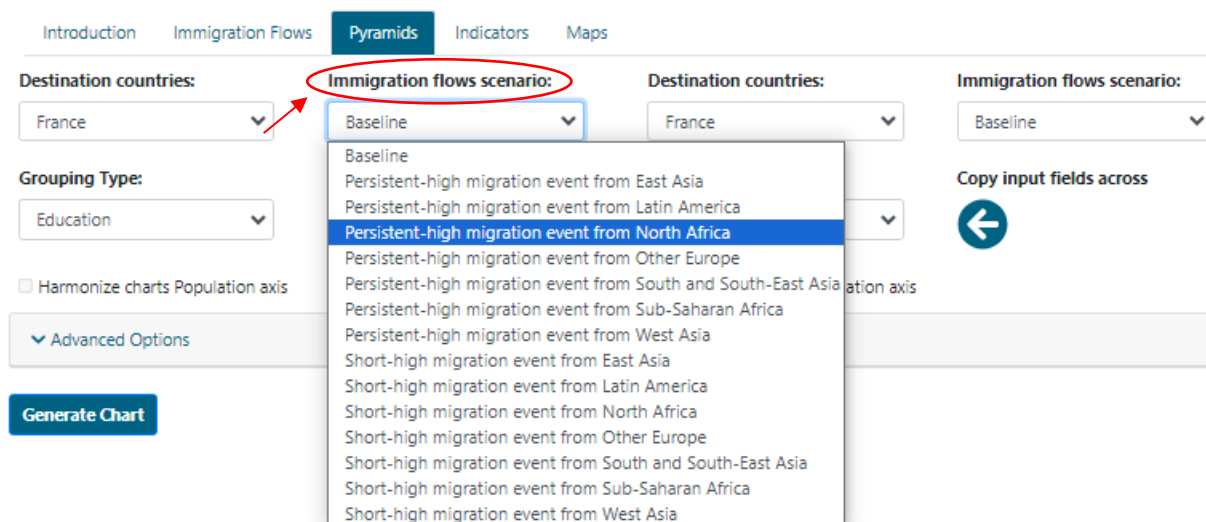 Introduction Immigration Flows Pyramids Indicators Maps
Destination countries: Immigration flows scenario: Destination countries: Immigration flows scenario:
France Baseline France Baseline
Baseline
Grouping Type: Persistent-high migration event from East Asia Copy input fields across
Persistent-high migration event from Latin America
Education Persistent-high migration event from North Africa
Persistent-high migration event from Other Europe
Harmonize charts Population axis Persistent-high migration event from South and South-East Asia ation axis
Persistent-high migration event from Sub-Saharan Africa
Advanced Options Persistent-high migration event from West Asia
Short-high migration event from East Asia
Short-high migration event from Latin America
Generate Chart Short-high migration event from North Africa
Short-high migration event from Other Europe
Short-high migration event from South and South-East Asia
Short-high migration event from Sub-Saharan Africa
Short-high migration event from West Asia